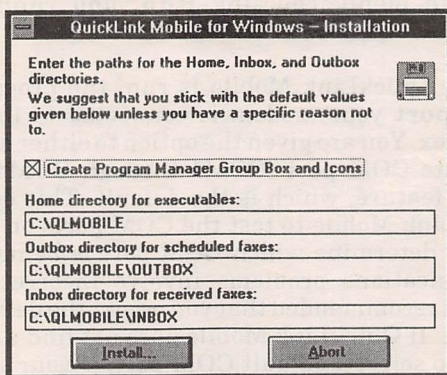 QuickLink Mobile for Windows – Installation
Enter the paths for the Home, Inbox, and Outbox
directories.
We suggest that you stick with the default values
given below unless you have a specific reason not
to.
Create Program Manager Group Box and Icons
Home directory for executables:
C:\QLMOBILE
Outbox directory for scheduled faxes:
C:\QLMOBILE\OUTBOX
Inbox directory for received faxes:
C:\QLMOBILE\INBOX
Install... Abort